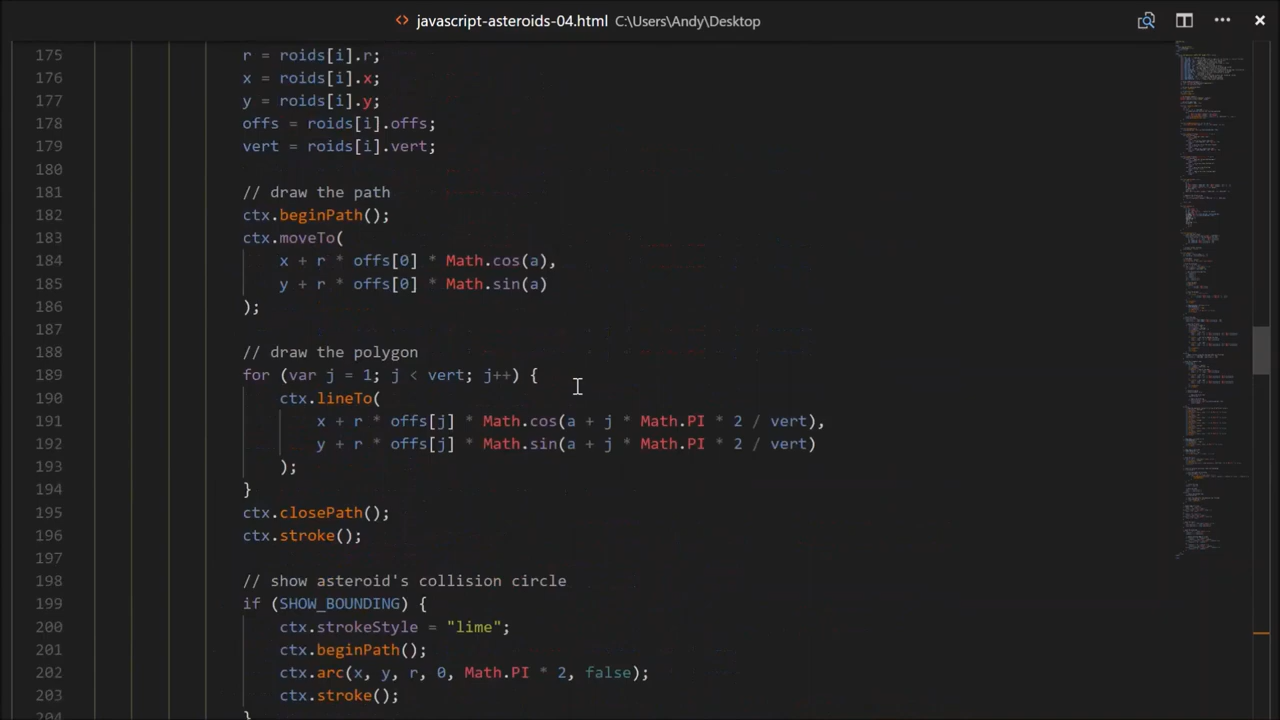 javascript-asteroids-04.html C:\Users\Andy\Desktop
175 r = roids[i].r;
176 x = roids[i].x;
177 y = roids[i].y;
178 offs = roids[i].offs;
179 vert = roids[i].vert;
180
181 // draw the path
182 ctx.beginPath();
183 ctx.moveTo(
184 x + r * offs[0] * Math.cos(a),
185 y + r * offs[0] * Math.sin(a)
186 );
187
188 // draw the polygon
189 for (var j = 1; j < vert; j++) {
190 ctx.lineTo(
191 x + r * offs[j] * Math.cos(a + j * Math.PI * 2 / vert),
192 y + r * offs[j] * Math.sin(a + j * Math.PI * 2 / vert)
193 );
194 }
195 ctx.closePath();
196 ctx.stroke();
197
198 // show asteroid's collision circle
199 if (SHOW_BOUNDING) {
200 ctx.strokeStyle = "lime";
201 ctx.beginPath();
202 ctx.arc(x, y, r, 0, Math.PI * 2, false);
203 ctx.stroke();
204 }